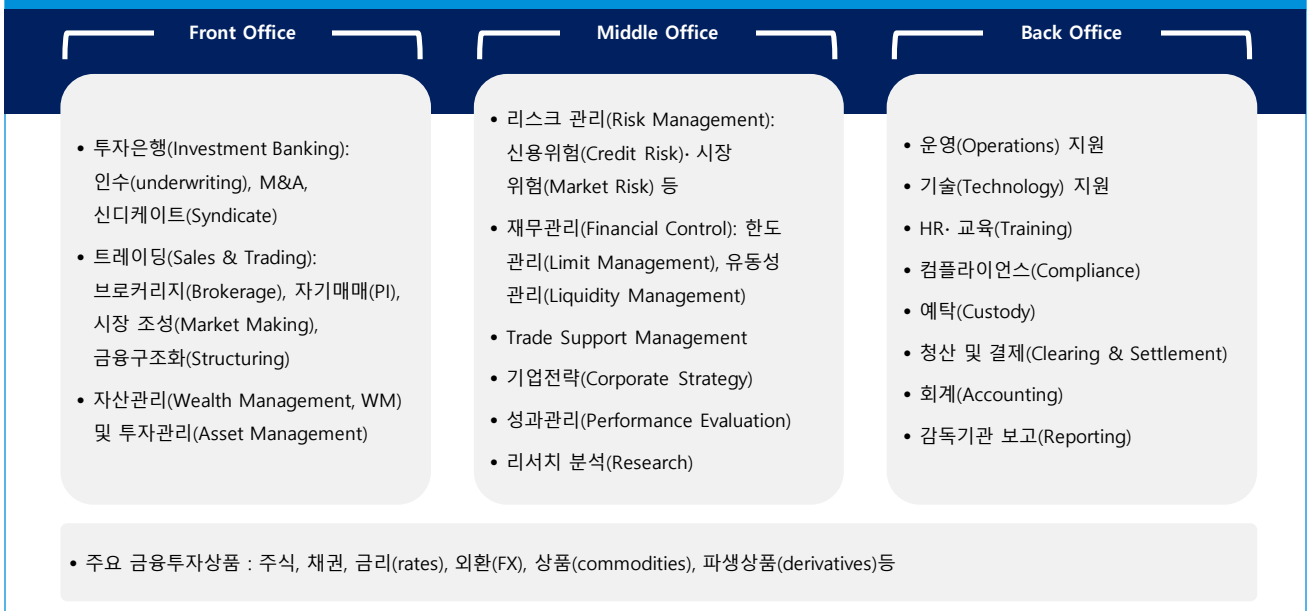 Front Office
• 투자은행(Investment Banking):
인수(underwriting), M&A,
신디케이트(Syndicate)
• 트레이딩(Sales & Trading):
브로커리지(Brokerage), 자기매매(PI),
시장 조성(Market Making),
금융구조화(Structuring)
• 자산관리(Wealth Management, WM)
및 투자관리(Asset Management)
Middle Office
• 리스크 관리(Risk Management):
신용위험(Credit Risk)· 시장
위험(Market Risk) 등
• 재무관리(Financial Control): 한도
관리(Limit Management), 유동성
관리(Liquidity Management)
• Trade Support Management
• 기업전략(Corporate Strategy)
• 성과관리(Performance Evaluation)
• 리서치 분석(Research)
Back Office
• 운영(Operations) 지원
• 기술(Technology) 지원
• HR· 교육(Training)
• 컴플라이언스(Compliance)
• 예탁(Custody)
• 청산 및 결제(Clearing & Settlement)
• 회계(Accounting)
• 감독기관 보고(Reporting)
• 주요 금융투자상품 : 주식, 채권, 금리(rates), 외환(FX), 상품(commodities), 파생상품(derivatives)등